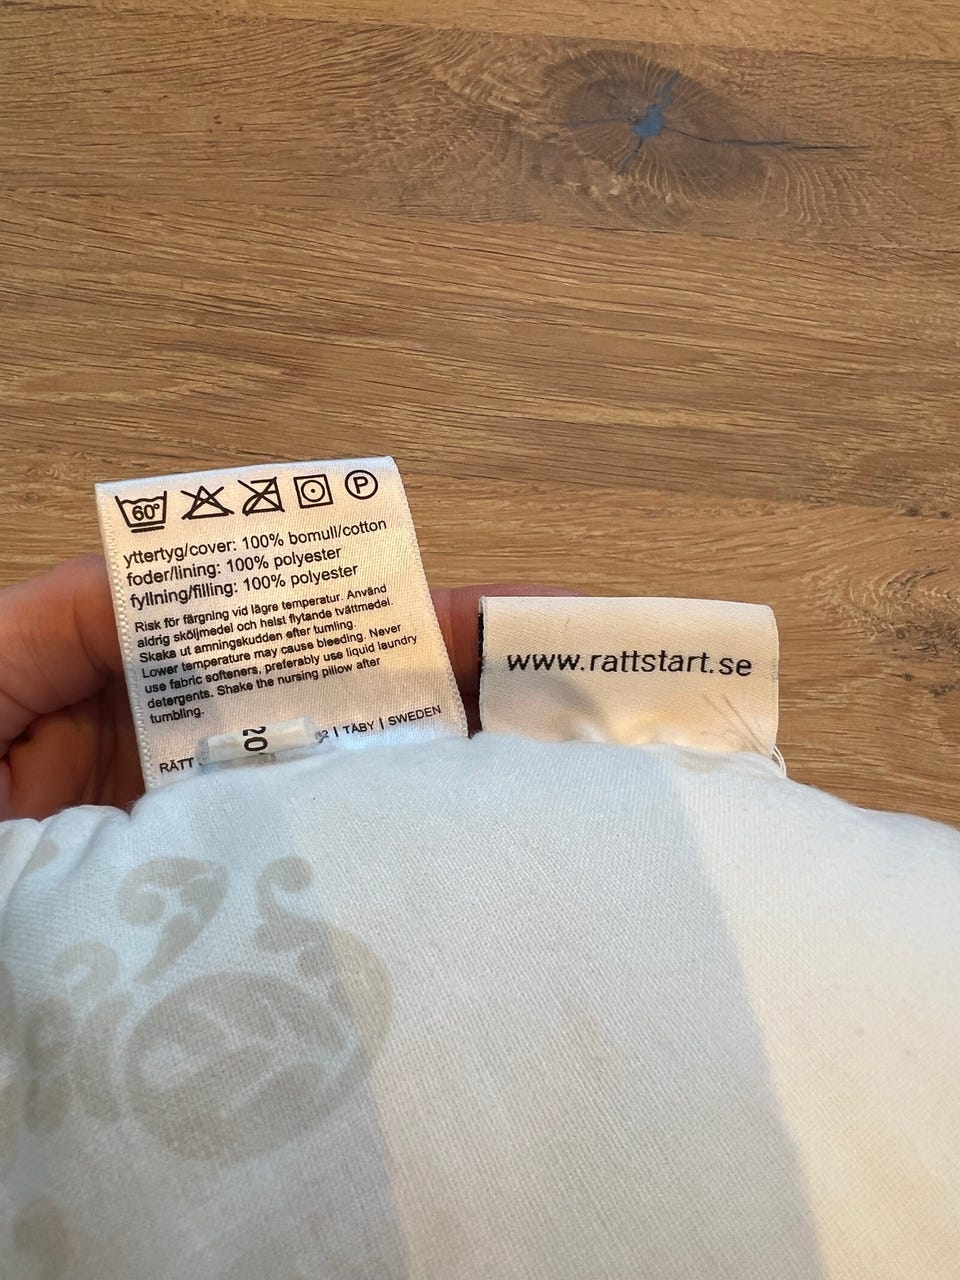 60°
P
yttertyg/cover: 100% bomull/cotton
foder/lining: 100% polyester
fyllning/filling: 100% polyester
Risk för färgning vid lägre temperatur. Använd
aldrig sköljmedel och helst flytande tvättmedel.
Skaka ut amningskudden efter tumling.
Lower temperature may cause bleeding. Never
use fabric softeners, preferably use liquid laundry
detergents. Shake the nursing pillow after
tumbling.
RÄTT | TÄBY | SWEDEN
20
www.rattstart.se